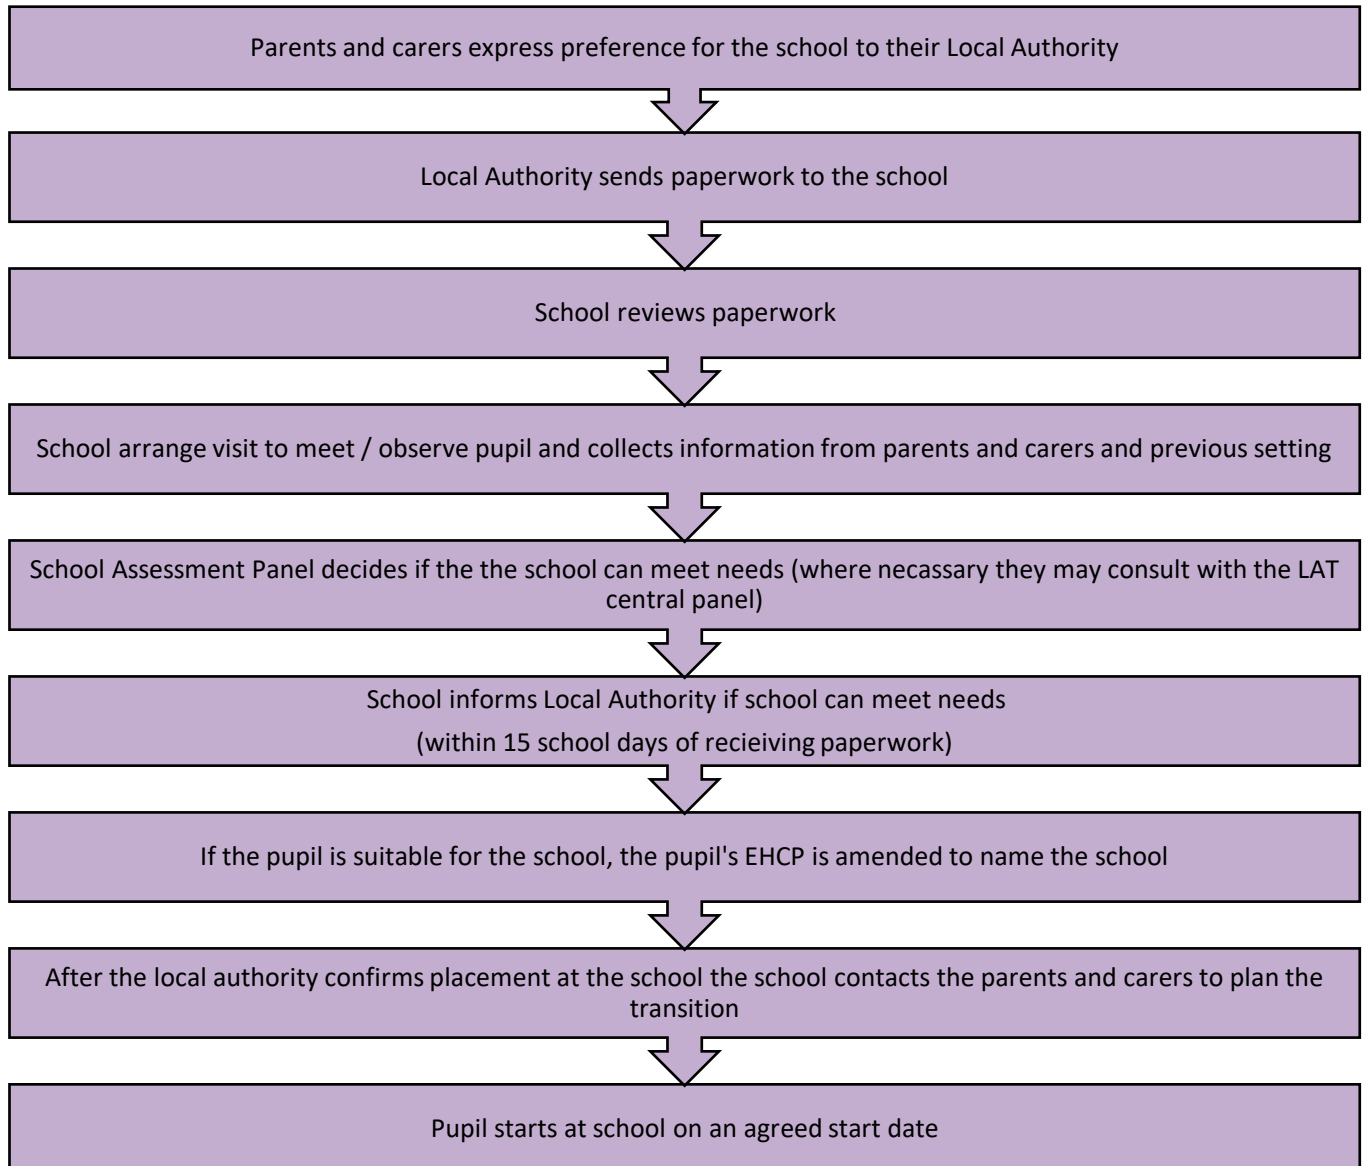 Parents and carers express preference for the school to their Local Authority
Local Authority sends paperwork to the school
School reviews paperwork
School arrange visit to meet / observe pupil and collects information from parents and carers and previous setting
School Assessment Panel decides if the the school can meet needs (where necassary they may consult with the LAT
central panel)
School informs Local Authority if school can meet needs
(within 15 school days of recieiving paperwork)
If the pupil is suitable for the school, the pupil's EHCP is amended to name the school
After the local authority confirms placement at the school the school contacts the parents and carers to plan the
transition
Pupil starts at school on an agreed start date